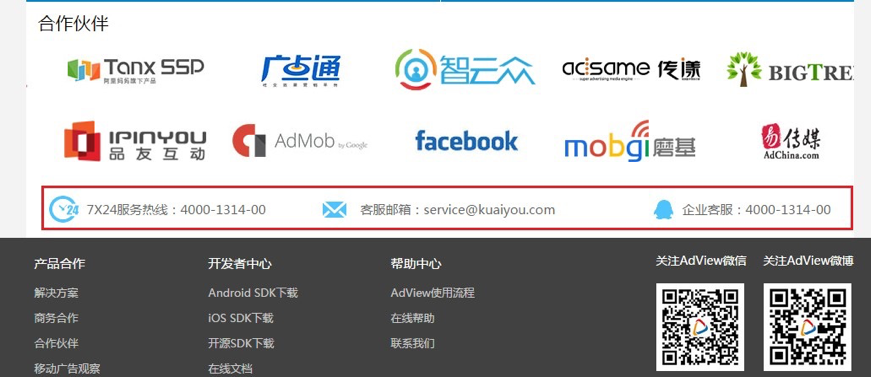 合作伙伴
Tanx SSP
阿里妈妈旗下产品
广点通
智云众
adsame 传漾
super advertising media engine
BIGTREE
IPINYOU
品友互动
AdMob by Google
facebook
mobgi磨基
易传媒
AdChina.com
7X24服务热线：4000-1314-00
客服邮箱：service@kuaiyou.com
企业客服：4000-1314-00
产品合作
开发者中心
帮助中心
关注AdView微信
关注AdView微博
解决方案
Android SDK下载
AdView使用流程
商务合作
iOS SDK下载
在线帮助
合作伙伴
开源SDK下载
联系我们
移动广告观察
在线文档